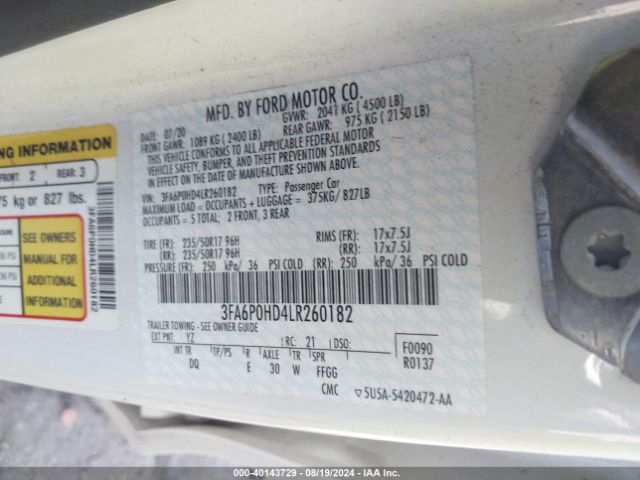 MFD. BY FORD MOTOR CO.
DATE: 07/20 GVWR: 2041 KG (4500 LB)
FRONT GAWR: 1089 KG (2400 LB) REAR GAWR: 975 KG (2150 LB)
THIS VEHICLE CONFORMS TO ALL APPLICABLE FEDERAL MOTOR
VEHICLE SAFETY, BUMPER, AND THEFT PREVENTION STANDARDS
IN EFFECT ON THE DATE OF MANUFACTURE SHOWN ABOVE.
VIN: 3FA6P0HD4LR260182 TYPE: Passenger Car
MAXIMUM LOAD = OCCUPANTS + LUGGAGE = 375KG/827LB
OCCUPANTS = 5 TOTAL; 2 FRONT, 3 REAR
TIRE (FR): 235/50R17 96H RIMS (FR): 17x7.5J
(RR): 235/50R17 96H (RR): 17x7.5J
PRESSURE (FR): 250 kPa/ 36 PSI COLD (RR): 250 kPa/ 36 PSI COLD
3FA6P0HD4LR260182
TRAILER TOWING - SEE OWNER GUIDE
EXT PNT: YZ RC: 21 DSO: F0090
INT TR TP/PS R AXLE TR SPR R0137
DQ E 30 W FFGG
CMC 5U5A-5420472-AA
NG INFORMATION
FRONT: 2 REAR: 3
75 kg or 827 lbs.
SEE OWNERS
MANUAL FOR
ADDITIONAL
INFORMATION
3FA6P0HD4LR260182
000-40143729 - 08/19/2024 - IAA Inc.